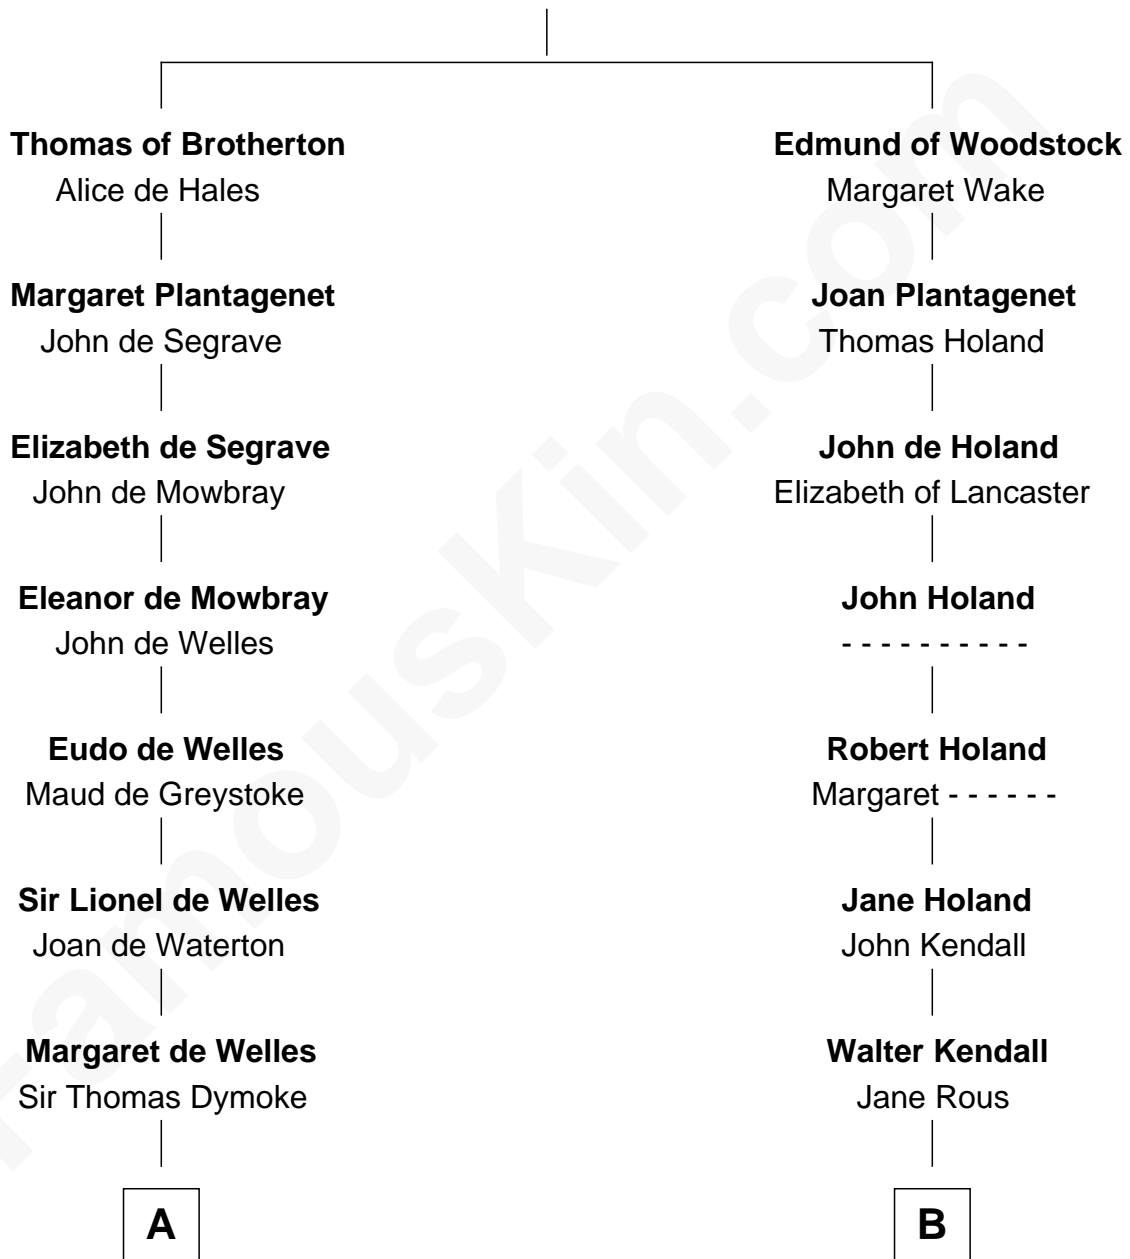 Thomas of Brotherton
Alice de Hales
Margaret Plantagenet
John de Segrave
Elizabeth de Segrave
John de Mowbray
Eleanor de Mowbray
John de Welles
Eudo de Welles
Maud de Greystoke
Sir Lionel de Welles
Joan de Waterton
Margaret de Welles
Sir Thomas Dymoke
A
Edmund of Woodstock
Margaret Wake
Joan Plantagenet
Thomas Holand
John de Holand
Elizabeth of Lancaster
John Holand
- - - - - - - - - -
Robert Holand
Margaret - - - - - -
Jane Holand
John Kendall
Walter Kendall
Jane Rous
B
FamousKin.com